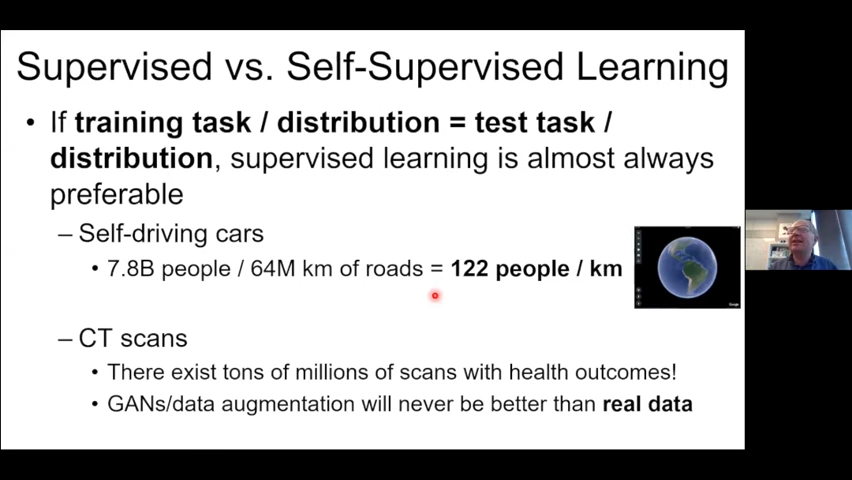 Supervised vs. Self-Supervised Learning
• If training task / distribution = test task /
distribution, supervised learning is almost always
preferable
– Self-driving cars
• 7.8B people / 64M km of roads = 122 people / km
– CT scans
• There exist tons of millions of scans with health outcomes!
• GANs/data augmentation will never be better than real data